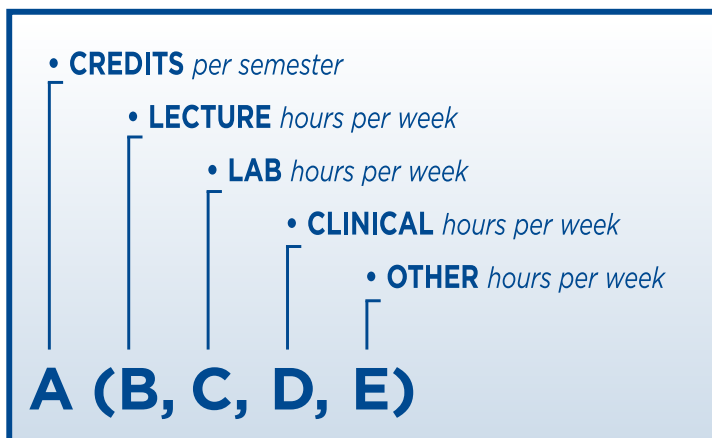 • CREDITS per semester
• LECTURE hours per week
• LAB hours per week
• CLINICAL hours per week
• OTHER hours per week
A (B, C, D, E)